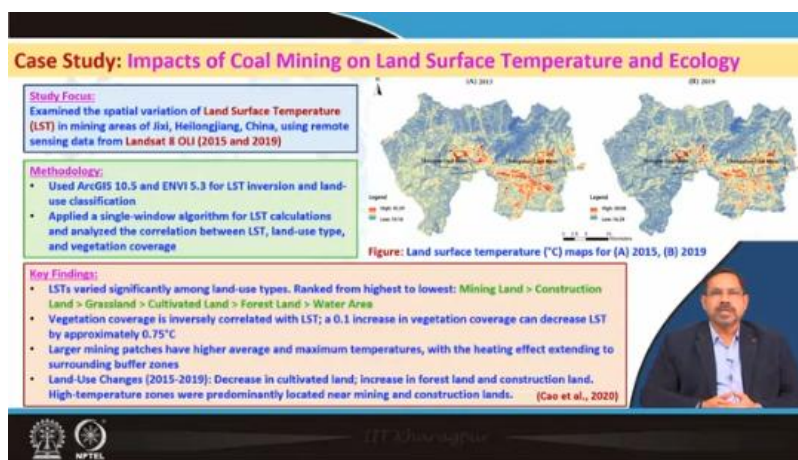 Case Study: Impacts of Coal Mining on Land Surface Temperature and Ecology
Study Focus:
Examined the spatial variation of Land Surface Temperature
(LST) in mining areas of Jixi, Heilongjiang, China, using remote
sensing data from Landsat 8 OLI (2015 and 2019)
Methodology:
• Used ArcGIS 10.5 and ENVI 5.3 for LST inversion and land-
use classification
• Applied a single-window algorithm for LST calculations
and analyzed the correlation between LST, land-use type,
and vegetation coverage
(A) 2015
(B) 2019
Legend
Legend
Figure: Land surface temperature (°C) maps for (A) 2015, (B) 2019
Key Findings:
• LSTs varied significantly among land-use types. Ranked from highest to lowest: Mining Land > Construction
Land > Grassland > Cultivated Land > Forest Land > Water Area
• Vegetation coverage is inversely correlated with LST; a 0.1 increase in vegetation coverage can decrease LST
by approximately 0.75°C
• Larger mining patches have higher average and maximum temperatures, with the heating effect extending to
surrounding buffer zones
• Land-Use Changes (2015-2019): Decrease in cultivated land; increase in forest land and construction land.
High-temperature zones were predominantly located near mining and construction lands. (Cao et al., 2020)
NPTEL
IIT Kharagpur